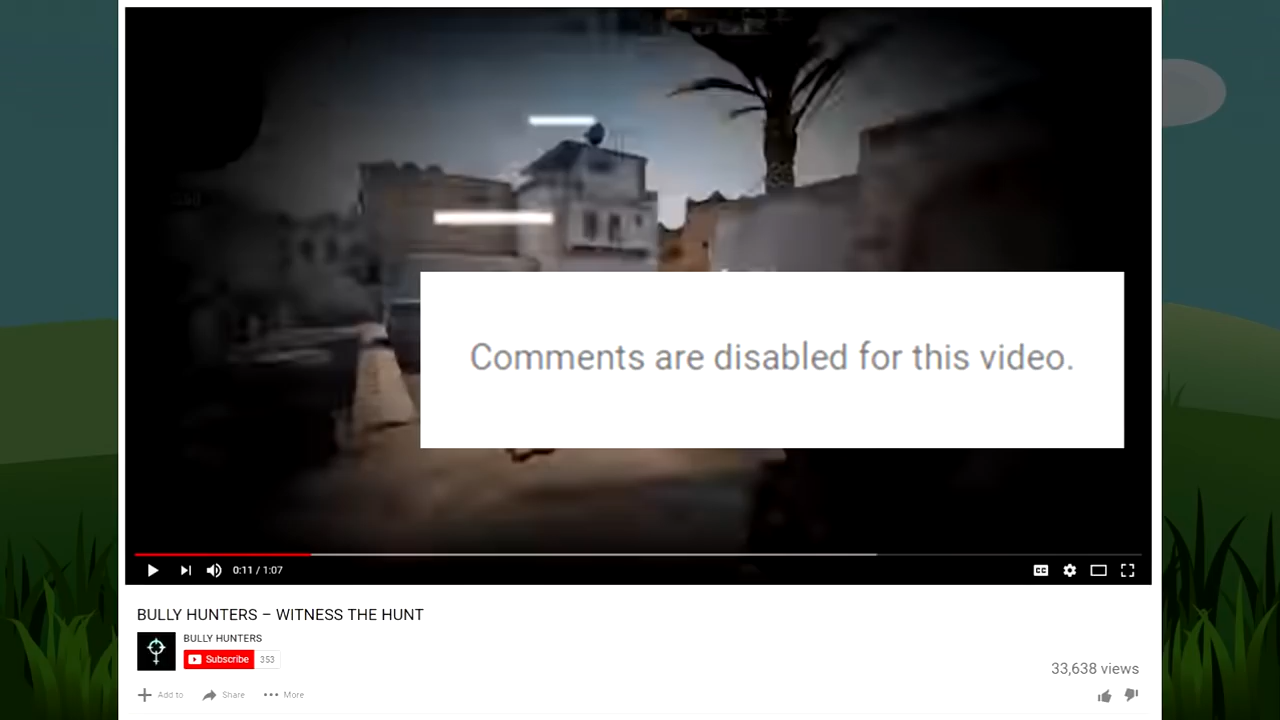 Comments are disabled for this video.
0:11 / 1:07
CC
BULLY HUNTERS – WITNESS THE HUNT
BULLY HUNTERS
Subscribe 353
33,638 views
Add to Share More